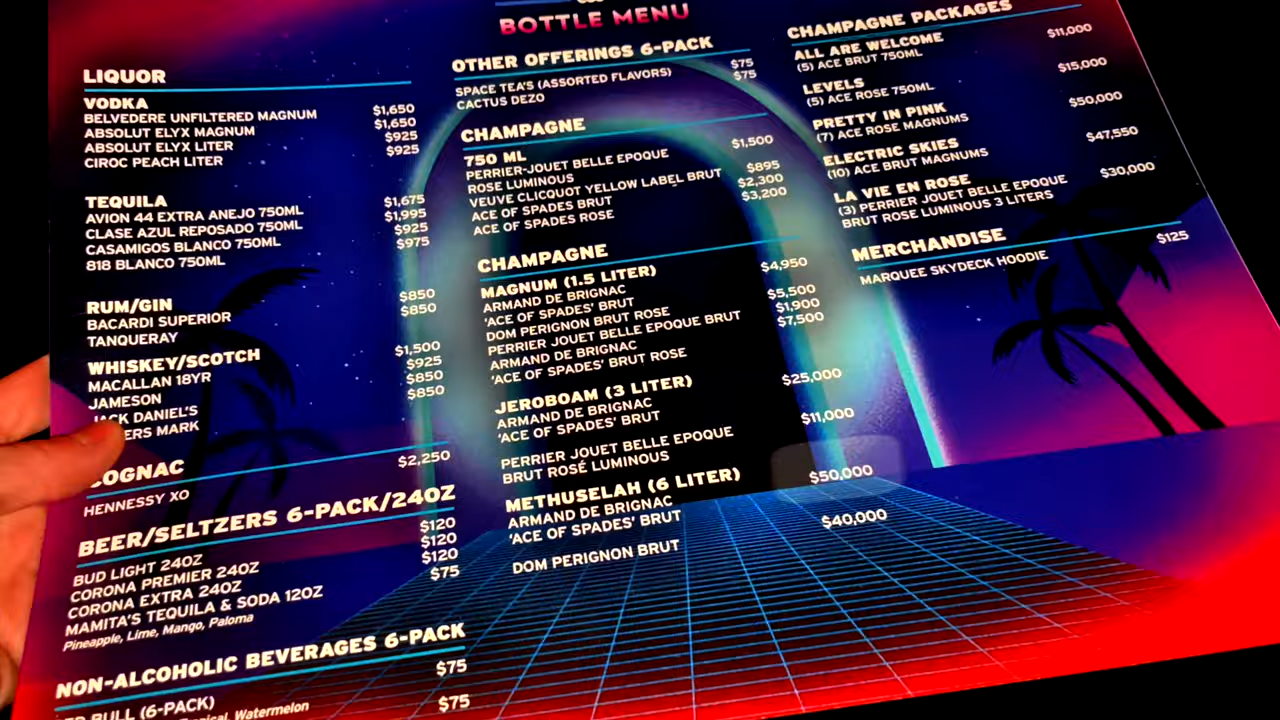 BOTTLE MENU
LIQUOR
VODKA
BELVEDERE UNFILTERED MAGNUM $1,650
ABSOLUT ELYX MAGNUM $1,650
ABSOLUT ELYX LITER $925
CIROC PEACH LITER $925
TEQUILA
AVION 44 EXTRA ANEJO 750ML $1,675
CLASE AZUL REPOSADO 750ML $1,995
CASAMIGOS BLANCO 750ML $925
818 BLANCO 750ML $975
RUM/GIN
BACARDI SUPERIOR $850
TANQUERAY $850
WHISKEY/SCOTCH
MACALLAN 18YR $1,500
JAMESON $925
JACK DANIEL'S $850
ERS MARK $850
COGNAC
HENNESSY XO $2,250
BEER/SELTZERS 6-PACK/24OZ
BUD LIGHT 24OZ $120
CORONA PREMIER 24OZ $120
CORONA EXTRA 24OZ $120
MAMITA'S TEQUILA & SODA 12OZ $75
Pineapple, Lime, Mango, Paloma
NON-ALCOHOLIC BEVERAGES 6-PACK
RED BULL (6-PACK) $75
Tropical, Watermelon $75
OTHER OFFERINGS 6-PACK
SPACE TEA'S (ASSORTED FLAVORS) $75
CACTUS DEZO $75
CHAMPAGNE
750 ML
PERRIER-JOUET BELLE EPOQUE $1,500
ROSE LUMINOUS
VEUVE CLICQUOT YELLOW LABEL BRUT $895
ACE OF SPADES BRUT $2,300
ACE OF SPADES ROSE $3,200
CHAMPAGNE
MAGNUM (1.5 LITER)
ARMAND DE BRIGNAC $4,950
'ACE OF SPADES' BRUT
DOM PERIGNON BRUT ROSE $5,500
PERRIER JOUET BELLE EPOQUE BRUT $1,900
ARMAND DE BRIGNAC $7,500
'ACE OF SPADES' BRUT ROSE
JEROBOAM (3 LITER)
ARMAND DE BRIGNAC $25,000
'ACE OF SPADES' BRUT
PERRIER JOUET BELLE EPOQUE $11,000
BRUT ROSÉ LUMINOUS
METHUSELAH (6 LITER)
ARMAND DE BRIGNAC $50,000
'ACE OF SPADES' BRUT
DOM PERIGNON BRUT $40,000
CHAMPAGNE PACKAGES
ALL ARE WELCOME $11,000
(5) ACE BRUT 750ML
LEVELS $15,000
(5) ACE ROSE 750ML
PRETTY IN PINK $50,000
(7) ACE ROSE MAGNUMS
ELECTRIC SKIES $47,550
(10) ACE BRUT MAGNUMS
LA VIE EN ROSE $30,000
(3) PERRIER JOUET BELLE EPOQUE
BRUT ROSE LUMINOUS 3 LITERS
MERCHANDISE
MARQUEE SKYDECK HOODIE $125